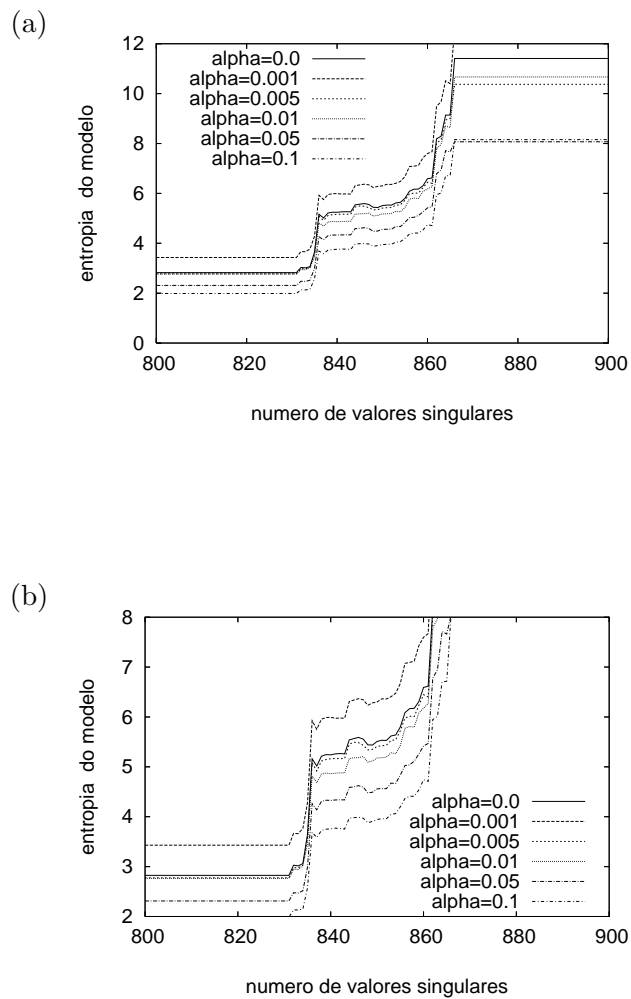 (a)
12
10
8
6
4
2
0
entropia do modelo
alpha=0.0
alpha=0.001
alpha=0.005
alpha=0.01
alpha=0.05
alpha=0.1
800 820 840 860 880 900
numero de valores singulares
(b)
8
7
6
5
4
3
2
entropia do modelo
alpha=0.0
alpha=0.001
alpha=0.005
alpha=0.01
alpha=0.05
alpha=0.1
800 820 840 860 880 900
numero de valores singulares